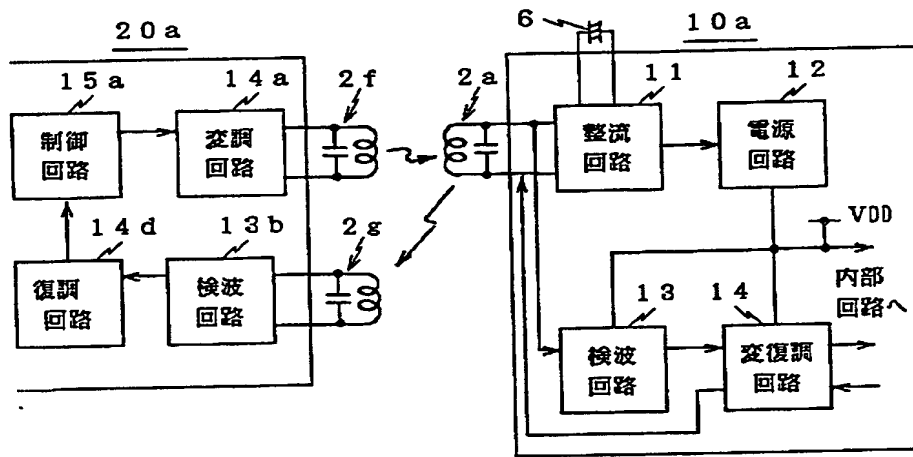 20a
10a
6
15a
14a
2f
2a
11
12
制御
回路
変調
回路
整流
回路
電源
回路
14d
13b
2g
VDD
復調
回路
検波
回路
13
14
内部
回路へ
検波
回路
変復調
回路